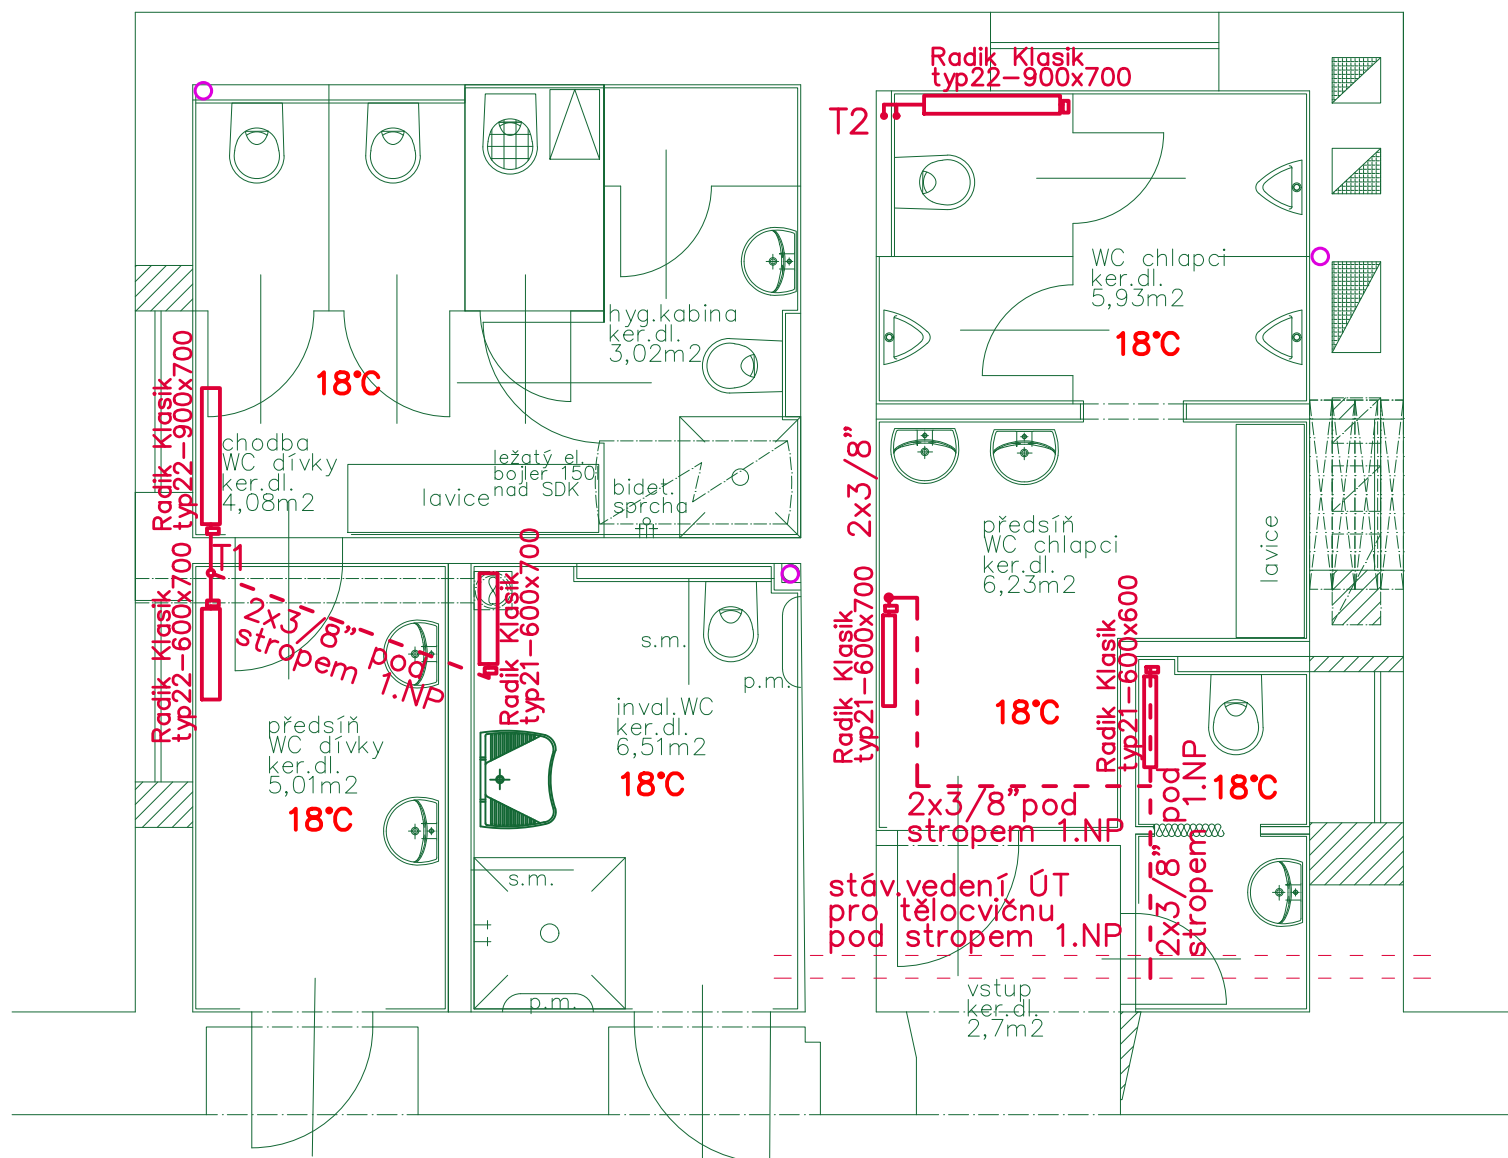 Radik Klasik
typ22-900x700
T2
WC chlapci
ker.dl.
5,93m2
18°C
hyg.kabina
ker.dl.
3,02m2
18°C
Radik Klasik
typ22-900x700
chodba
WC dívky
ker.dl.
4,08m2
lavice
ležatý el.
bojler 150l
nad SDK
bidet.
sprcha
2x3/8"
předsíň
WC chlapci
ker.dl.
6,23m2
lavice
T1
Radik Klasik
typ22-600x700
2x3/8" pod
stropem 1.NP
Radik Klasik
typ21-600x700
s.m.
p.m.
inval.WC
ker.dl.
6,51m2
18°C
Radik Klasik
typ21-600x700
18°C
Radik Klasik
typ21-600x600
18°C
předsíň
WC dívky
ker.dl.
5,01m2
18°C
2x3/8"pod
stropem 1.NP
2x3/8" pod
stropem 1.NP
s.m.
p.m.
stáv.vedení ÚT
pro tělocvičnu
pod stropem 1.NP
vstup
ker.dl.
2,7m2